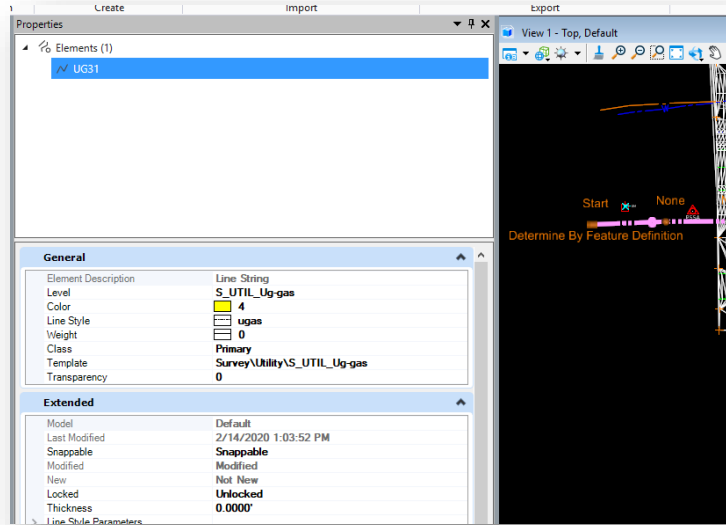 Create Import Export
Properties
Elements (1)
UG31
General
Element Description Line String
Level S_UTIL_Ug-gas
Color 4
Line Style ugas
Weight 0
Class Primary
Template Survey\Utility\S_UTIL_Ug-gas
Transparency 0
Extended
Model Default
Last Modified 2/14/2020 1:03:52 PM
Snappable Snappable
Modified Modified
New Not New
Locked Unlocked
Thickness 0.0000'
Line Style Parameters
View 1 - Top, Default
Start None
Determine By Feature Definition